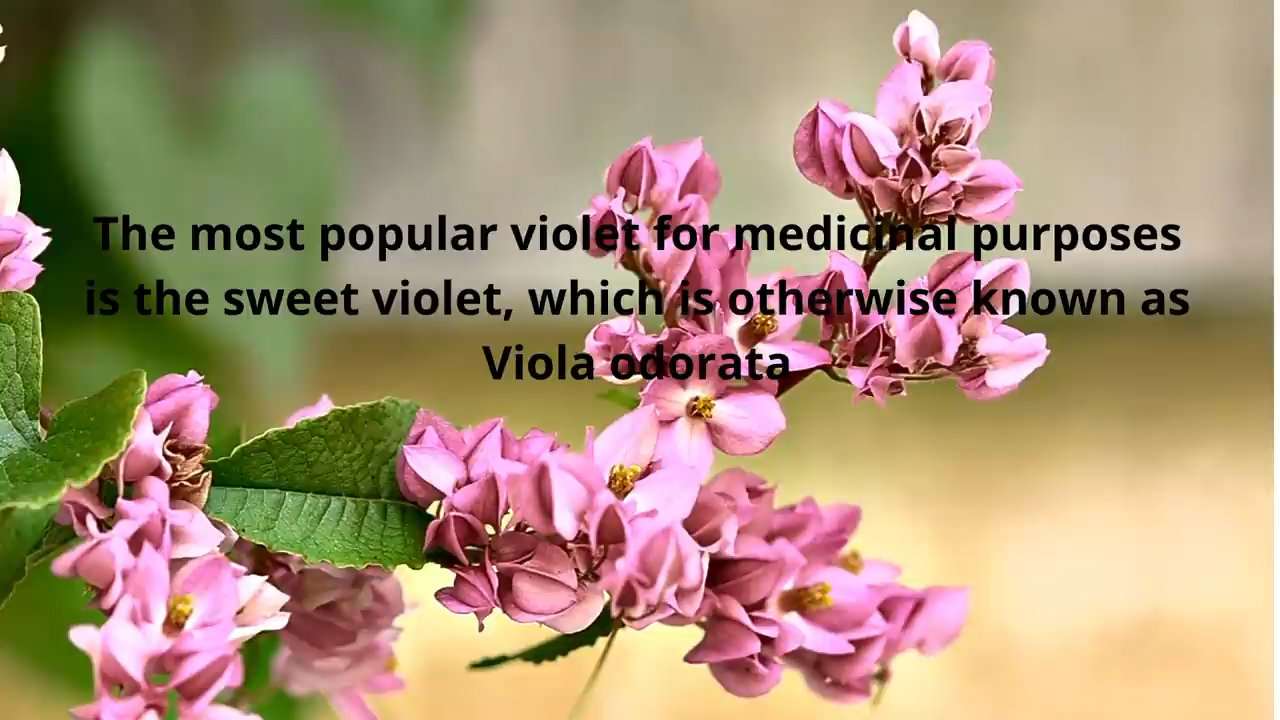 The most popular violet for medicinal purposes
is the sweet violet, which is otherwise known as
Viola odorata